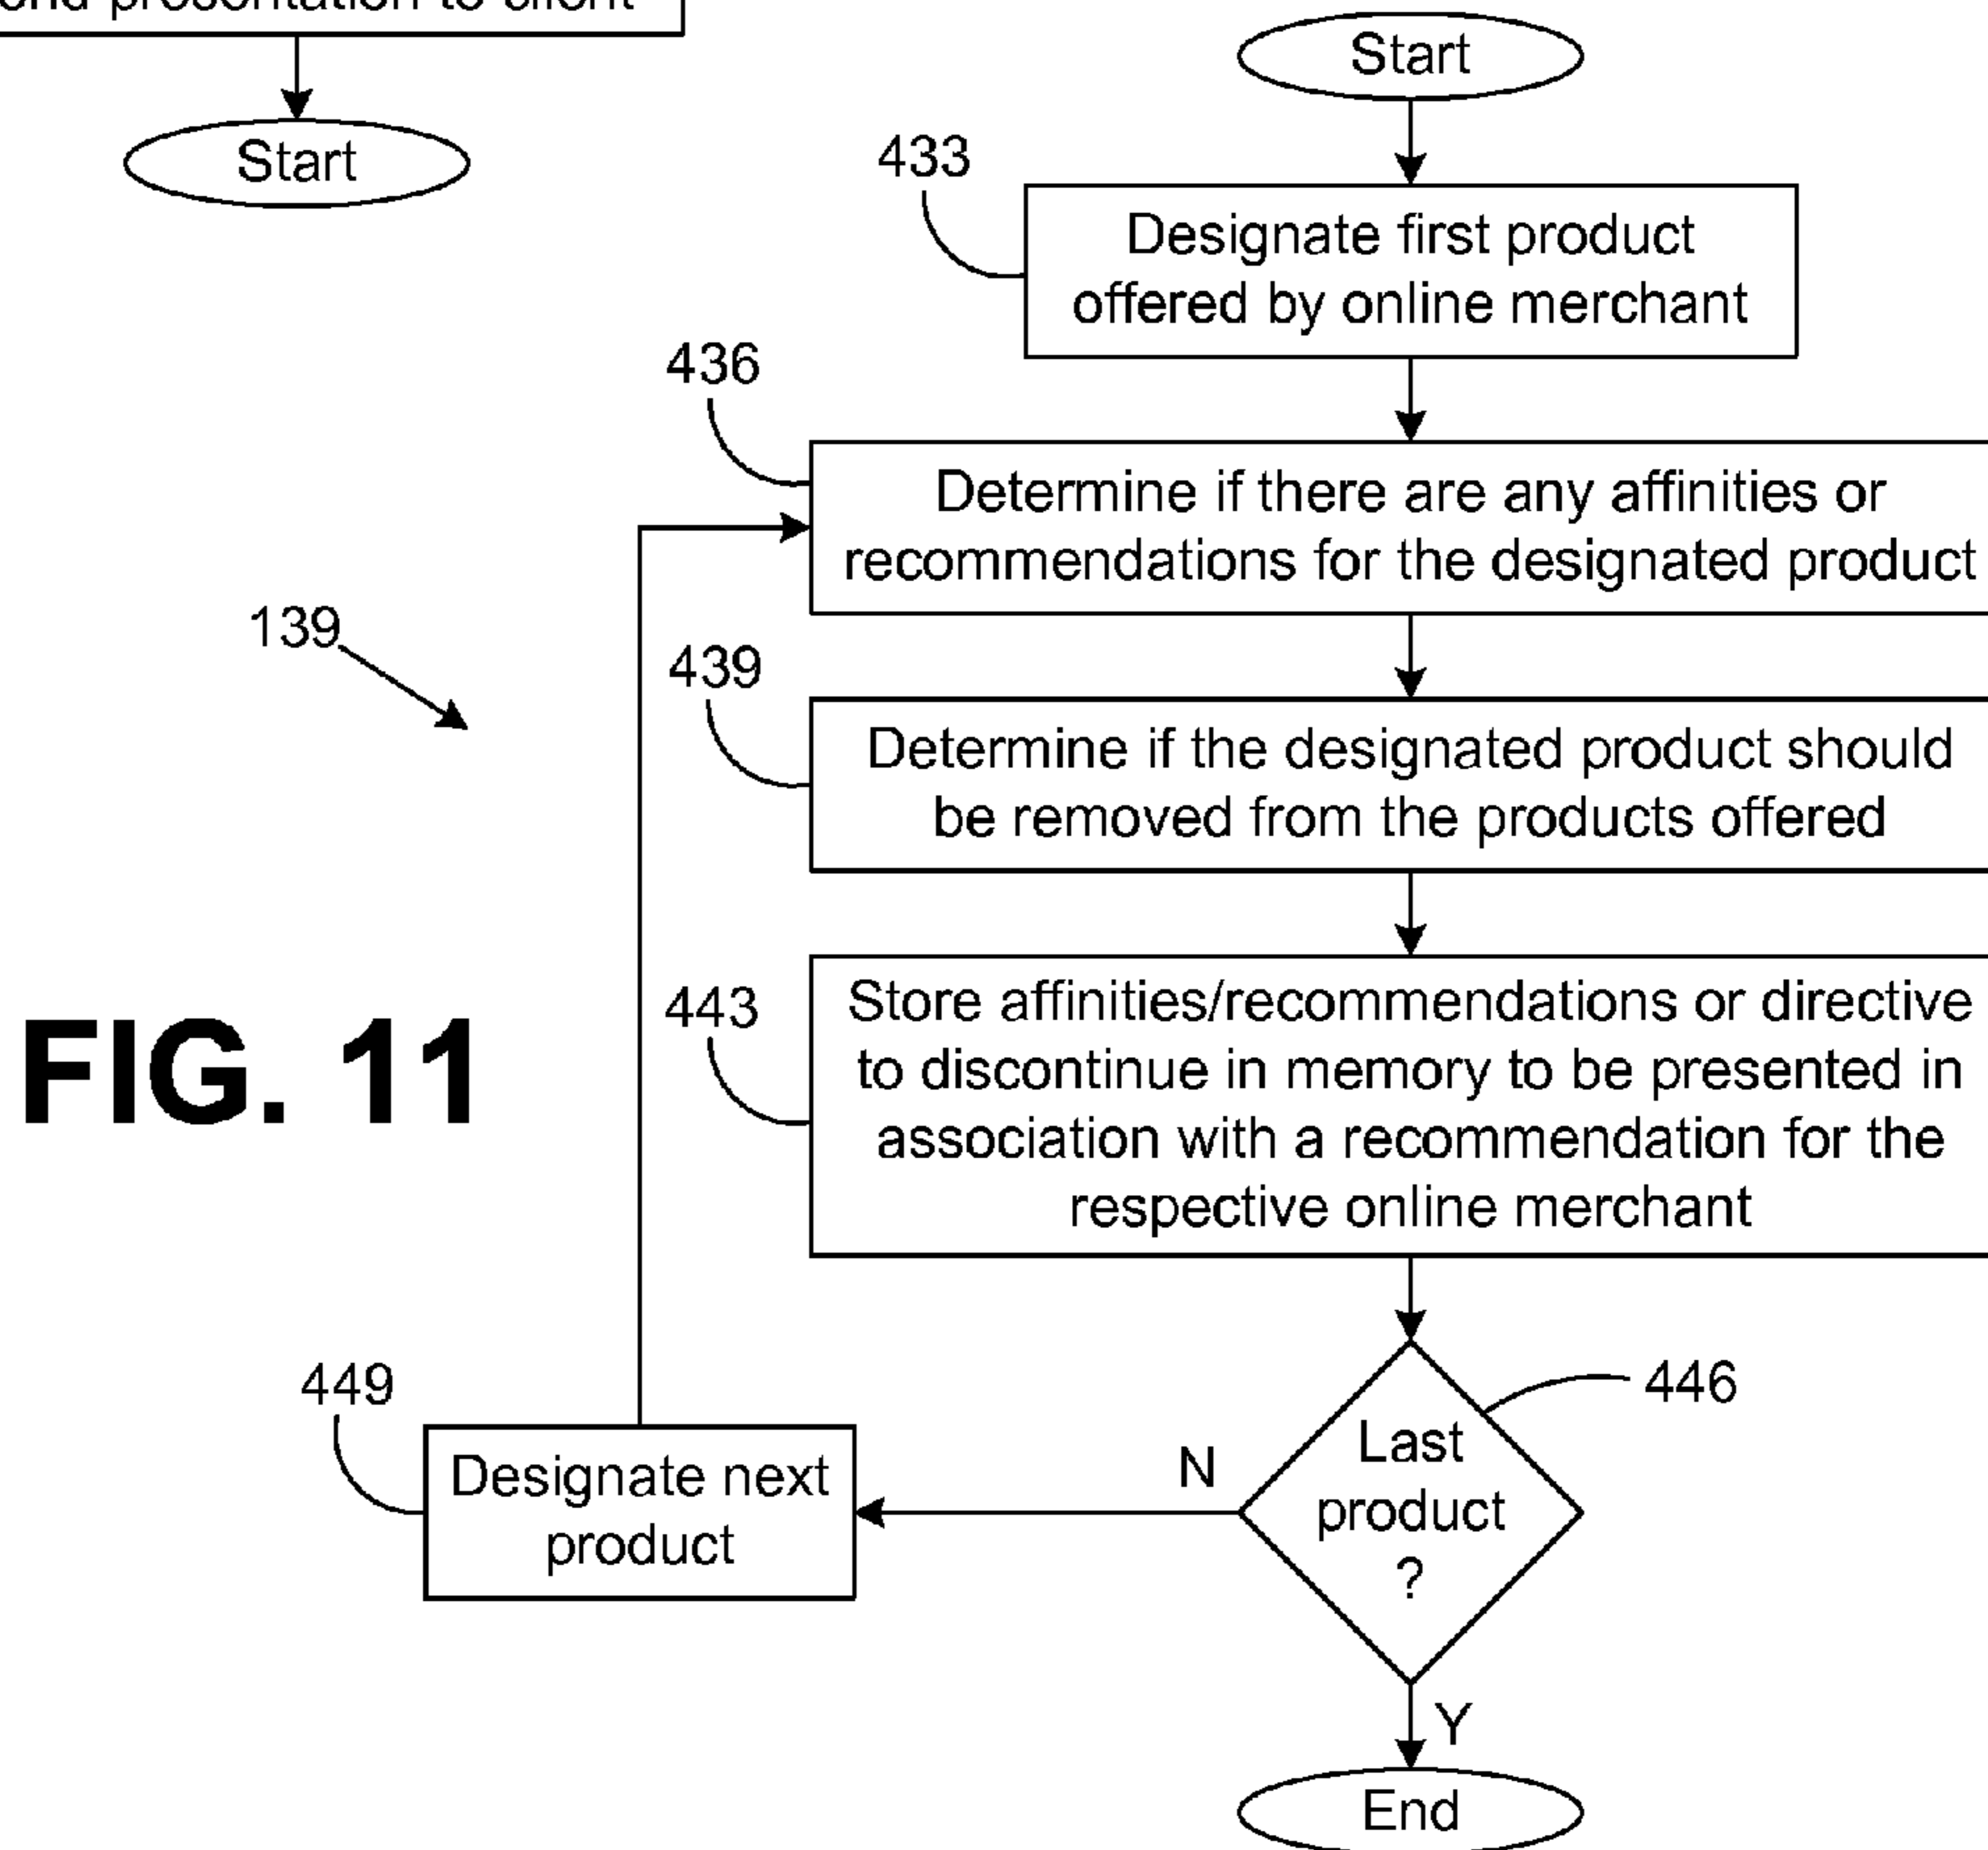 presentation to client
Start
Start
433
Designate first product
offered by online merchant
436
Determine if there are any affinities or
recommendations for the designated product
139
439
Determine if the designated product should
be removed from the products offered
443
Store affinities/recommendations or directive
to discontinue in memory to be presented in
association with a recommendation for the
respective online merchant
FIG. 11
446
Last
product
?
N
449
Designate next
product
Y
End